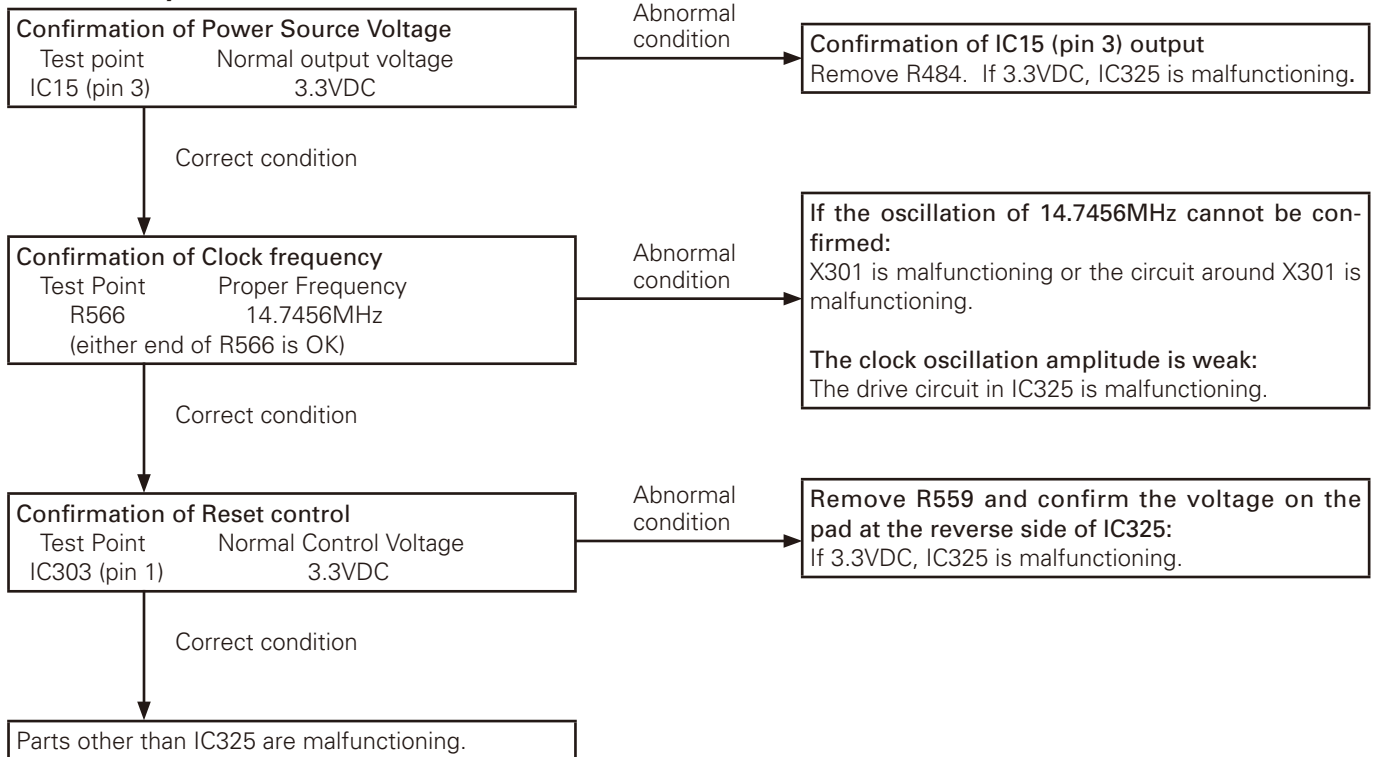 Confirmation of Power Source Voltage
Test point Normal output voltage
IC15 (pin 3) 3.3VDC
Abnormal
condition
Confirmation of IC15 (pin 3) output
Remove R484. If 3.3VDC, IC325 is malfunctioning.
Correct condition
Confirmation of Clock frequency
Test Point Proper Frequency
R566 14.7456MHz
(either end of R566 is OK)
Abnormal
condition
If the oscillation of 14.7456MHz cannot be con-
firmed:
X301 is malfunctioning or the circuit around X301 is
malfunctioning.
The clock oscillation amplitude is weak:
The drive circuit in IC325 is malfunctioning.
Correct condition
Confirmation of Reset control
Test Point Normal Control Voltage
IC303 (pin 1) 3.3VDC
Abnormal
condition
Remove R559 and confirm the voltage on the
pad at the reverse side of IC325:
If 3.3VDC, IC325 is malfunctioning.
Correct condition
Parts other than IC325 are malfunctioning.